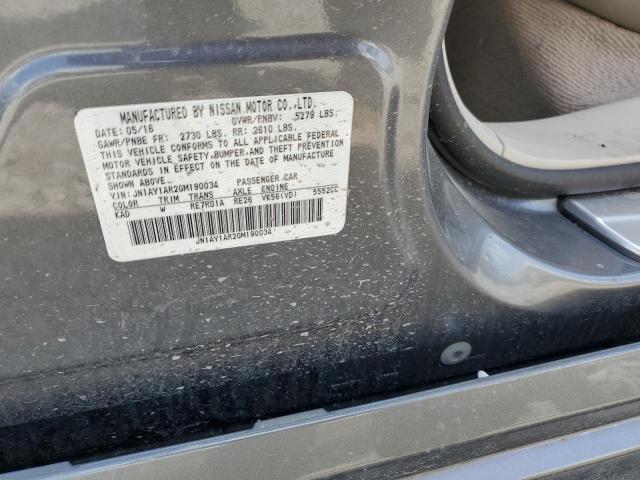 MANUFACTURED BY NISSAN MOTOR CO.,LTD.
DATE: 05/16 GVWR/PNBV: 5279 LBS.
GAWR/PNBE FR: 2730 LBS. RR: 2610 LBS.
THIS VEHICLE CONFORMS TO ALL APPLICABLE FEDERAL
MOTOR VEHICLE SAFETY, BUMPER, AND THEFT PREVENTION
STANDARDS IN EFFECT ON THE DATE OF MANUFACTURE
SHOWN ABOVE.
VIN: JN1AY1AR2GM190034 PASSENGER CAR
COLOR TRIM TRANS AXLE ENGINE
KAD W RE7R01A RE26 VK56(VD) 5552CC
JN1AY1AR2GM190034